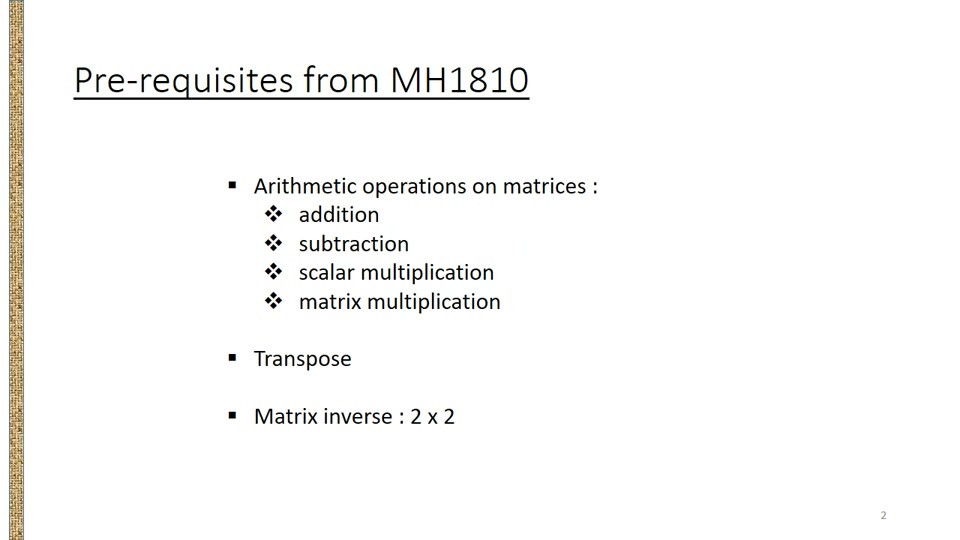 Pre-requisites from MH1810
▪ Arithmetic operations on matrices :
❖ addition
❖ subtraction
❖ scalar multiplication
❖ matrix multiplication
▪ Transpose
▪ Matrix inverse : 2 x 2
2